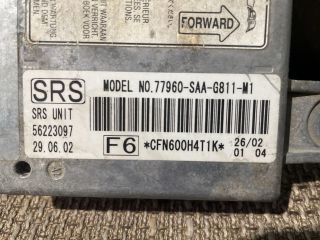 FORWARD
SRS
MODEL NO.77960-SAA-G811-M1
SRS UNIT
56223097
29.06.02
F6
*CFN600H4T1K*
26/02
01 04